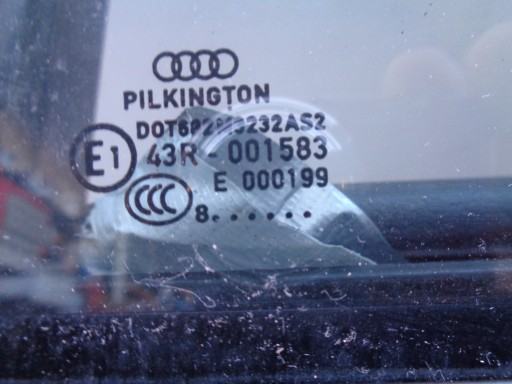 PILKINGTON
E1
43R - 001583
E 000199
CCC
8.......